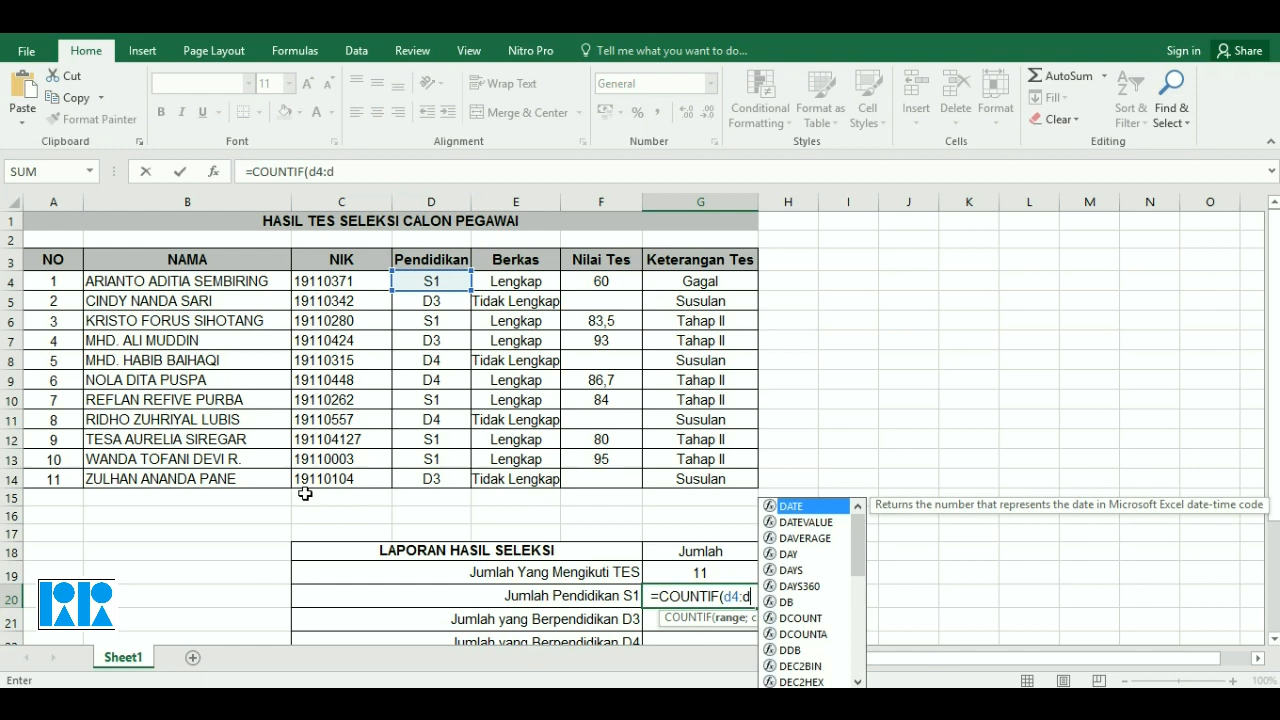 File Home Insert Page Layout Formulas Data Review View Nitro Pro Tell me what you want to do... Sign in Share
Cut
Copy
Format Painter
Paste
11
Wrap Text
Merge & Center
General
Conditional Formatting
Format as Table
Cell Styles
Insert Delete Format
AutoSum
Fill
Clear
Sort & Filter
Find & Select
Clipboard Font Alignment Number Styles Cells Editing
SUM =COUNTIF(d4:d
A B C D E F G H I J K L M N O
1 HASIL TES SELEKSI CALON PEGAWAI
2
3 NO NAMA NIK Pendidikan Berkas Nilai Tes Keterangan Tes
4 1 ARIANTO ADITIA SEMBIRING 19110371 S1 Lengkap 60 Gagal
5 2 CINDY NANDA SARI 19110342 D3 Tidak Lengkap Susulan
6 3 KRISTO FORUS SIHOTANG 19110280 S1 Lengkap 83,5 Tahap II
7 4 MHD. ALI MUDDIN 19110424 D3 Lengkap 93 Tahap II
8 5 MHD. HABIB BAIHAQI 19110315 D4 Tidak Lengkap Susulan
9 6 NOLA DITA PUSPA 19110448 D4 Lengkap 86,7 Tahap II
10 7 REFLAN REFIVE PURBA 19110262 S1 Lengkap 84 Tahap II
11 8 RIDHO ZUHRIYAL LUBIS 19110557 D4 Tidak Lengkap Susulan
12 9 TESA AURELIA SIREGAR 191104127 S1 Lengkap 80 Tahap II
13 10 WANDA TOFANI DEVI R. 19110003 S1 Lengkap 95 Tahap II
14 11 ZULHAN ANANDA PANE 19110104 D3 Tidak Lengkap Susulan
15
16
17
18 LAPORAN HASIL SELEKSI Jumlah
19 Jumlah Yang Mengikuti TES 11
20 Jumlah Pendidikan S1 =COUNTIF(d4:d
21 Jumlah yang Berpendidikan D3 COUNTIF(range; c
Jumlah yang Berpendidikan D4
DATE Returns the number that represents the date in Microsoft Excel date-time code
DATEVALUE
DAVERAGE
DAY
DAYS
DAYS360
DB
DCOUNT
DCOUNTA
DDB
DEC2BIN
DEC2HEX
Sheet1
Enter 100%